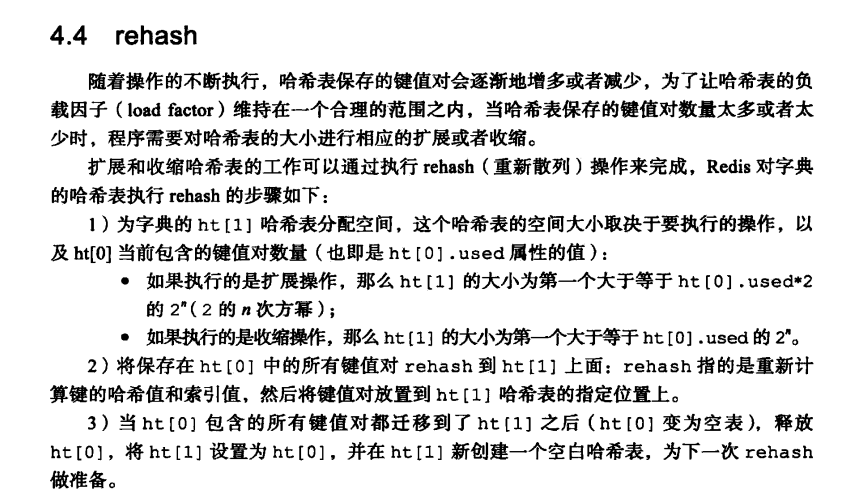 4.4 rehash
随着操作的不断执行，哈希表保存的键值对会逐渐地增多或者减少，为了让哈希表的负
载因子（load factor）维持在一个合理的范围之内，当哈希表保存的键值对数量太多或者太
少时，程序需要对哈希表的大小进行相应的扩展或者收缩。
扩展和收缩哈希表的工作可以通过执行 rehash（重新散列）操作来完成，Redis 对字典
的哈希表执行 rehash 的步骤如下：
1）为字典的 ht[1] 哈希表分配空间，这个哈希表的空间大小取决于要执行的操作，以
及 ht[0] 当前包含的键值对数量（也即是 ht[0].used 属性的值）：
● 如果执行的是扩展操作，那么 ht[1] 的大小为第一个大于等于 ht[0].used*2
的 2ⁿ（2 的 n 次方幂）；
● 如果执行的是收缩操作，那么 ht[1] 的大小为第一个大于等于 ht[0].used 的 2ⁿ。
2）将保存在 ht[0] 中的所有键值对 rehash 到 ht[1] 上面：rehash 指的是重新计
算键的哈希值和索引值，然后将键值对放置到 ht[1] 哈希表的指定位置上。
3）当 ht[0] 包含的所有键值对都迁移到了 ht[1] 之后（ht[0] 变为空表），释放
ht[0]，将 ht[1] 设置为 ht[0]，并在 ht[1] 新创建一个空白哈希表，为下一次 rehash
做准备。